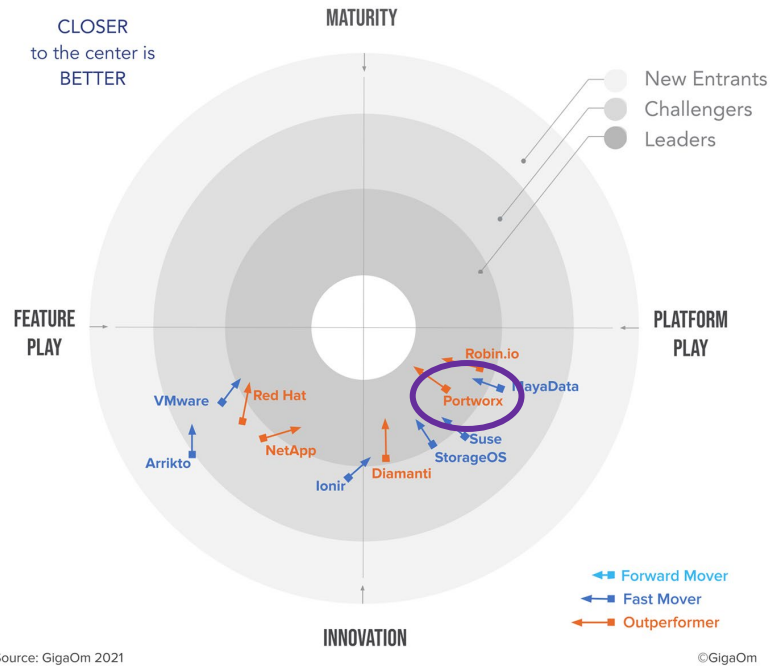 CLOSER
to the center is
BETTER
MATURITY
New Entrants
Challengers
Leaders
FEATURE
PLAY
PLATFORM
PLAY
Robin.io
MayaData
Portworx
VMware
Red Hat
NetApp
Suse
StorageOS
Arrikto
Diamanti
Ionir
Forward Mover
Fast Mover
Outperformer
INNOVATION
ource: GigaOm 2021
©GigaOm